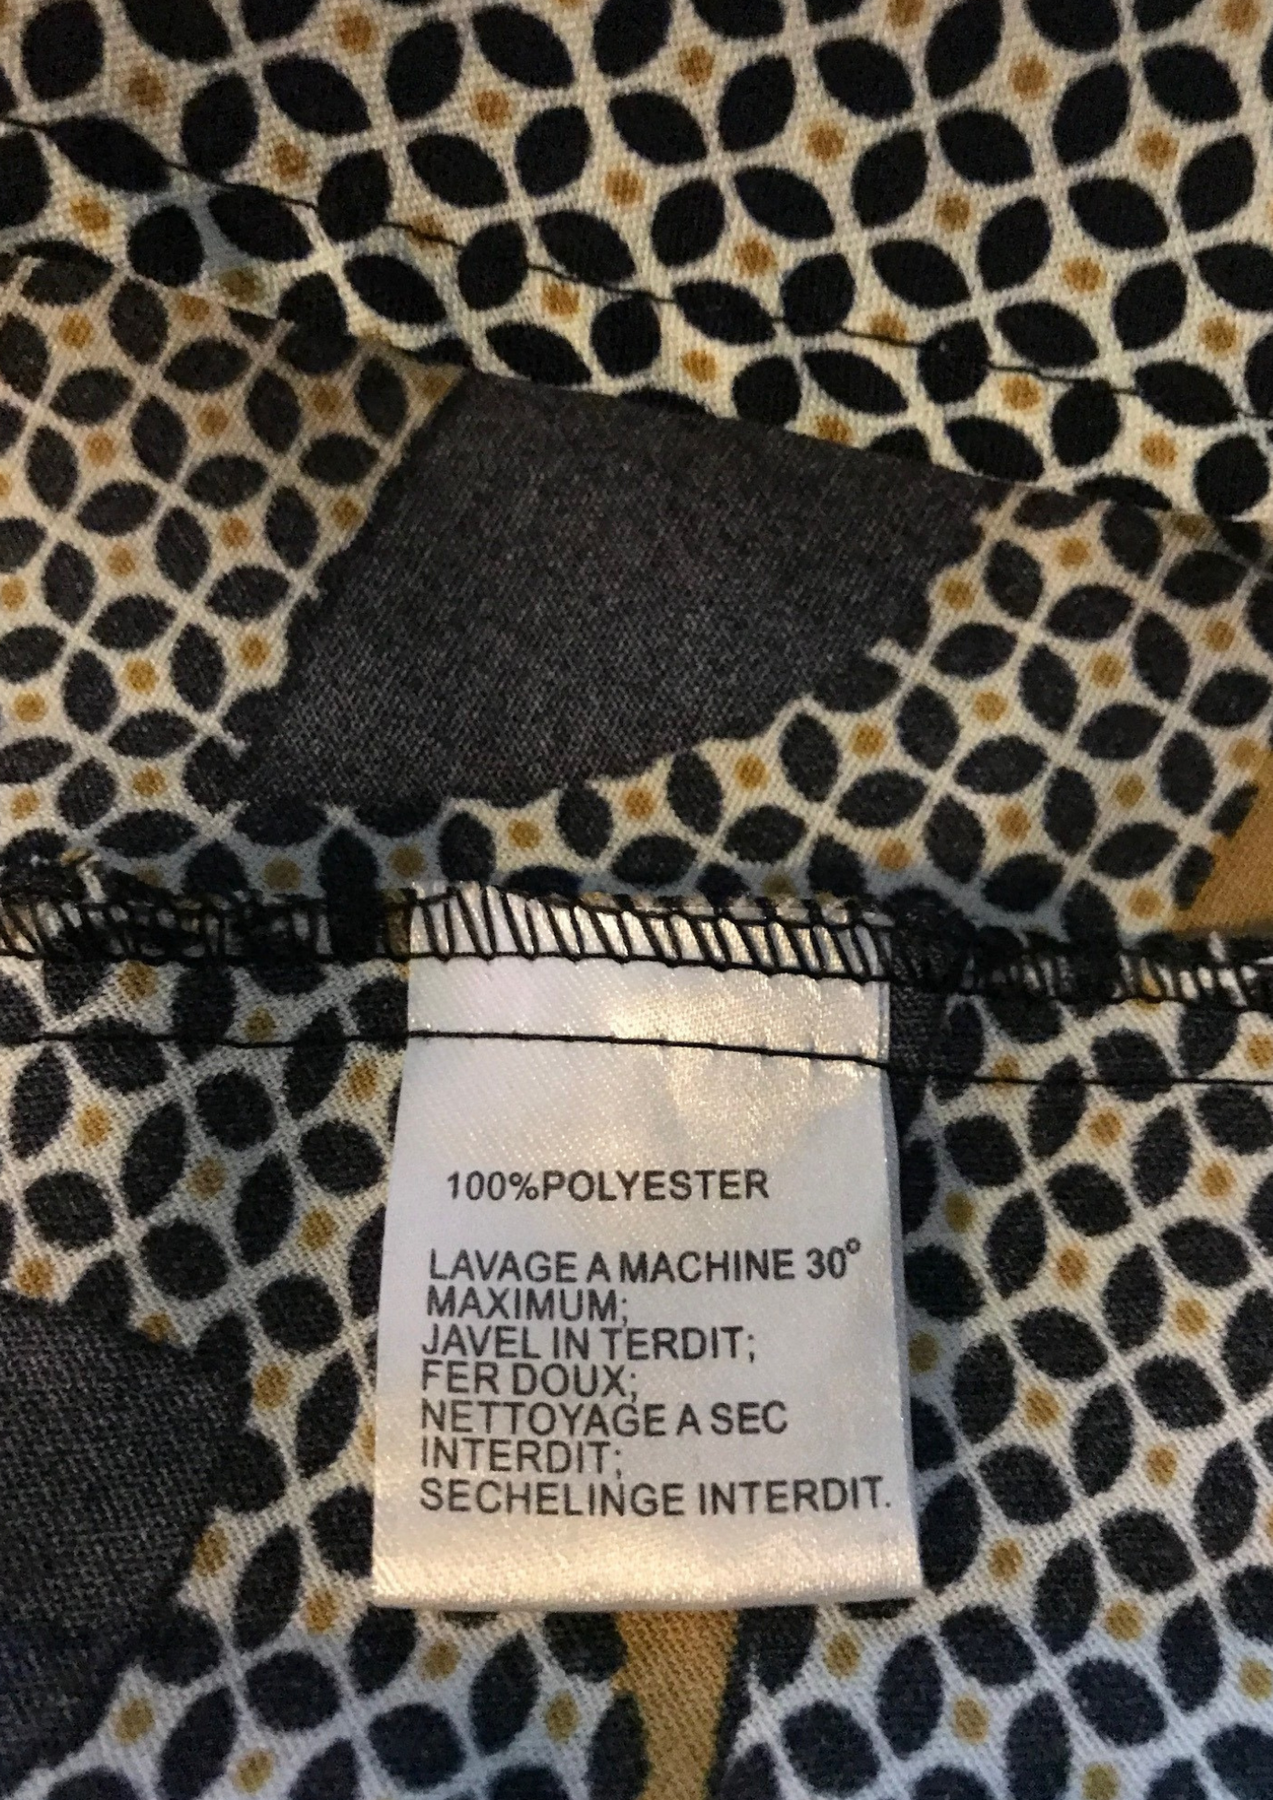 100%POLYESTER
LAVAGE A MACHINE 30°
MAXIMUM;
JAVEL IN TERDIT;
FER DOUX;
NETTOYAGE A SEC
INTERDIT;
SECHELINGE INTERDIT.